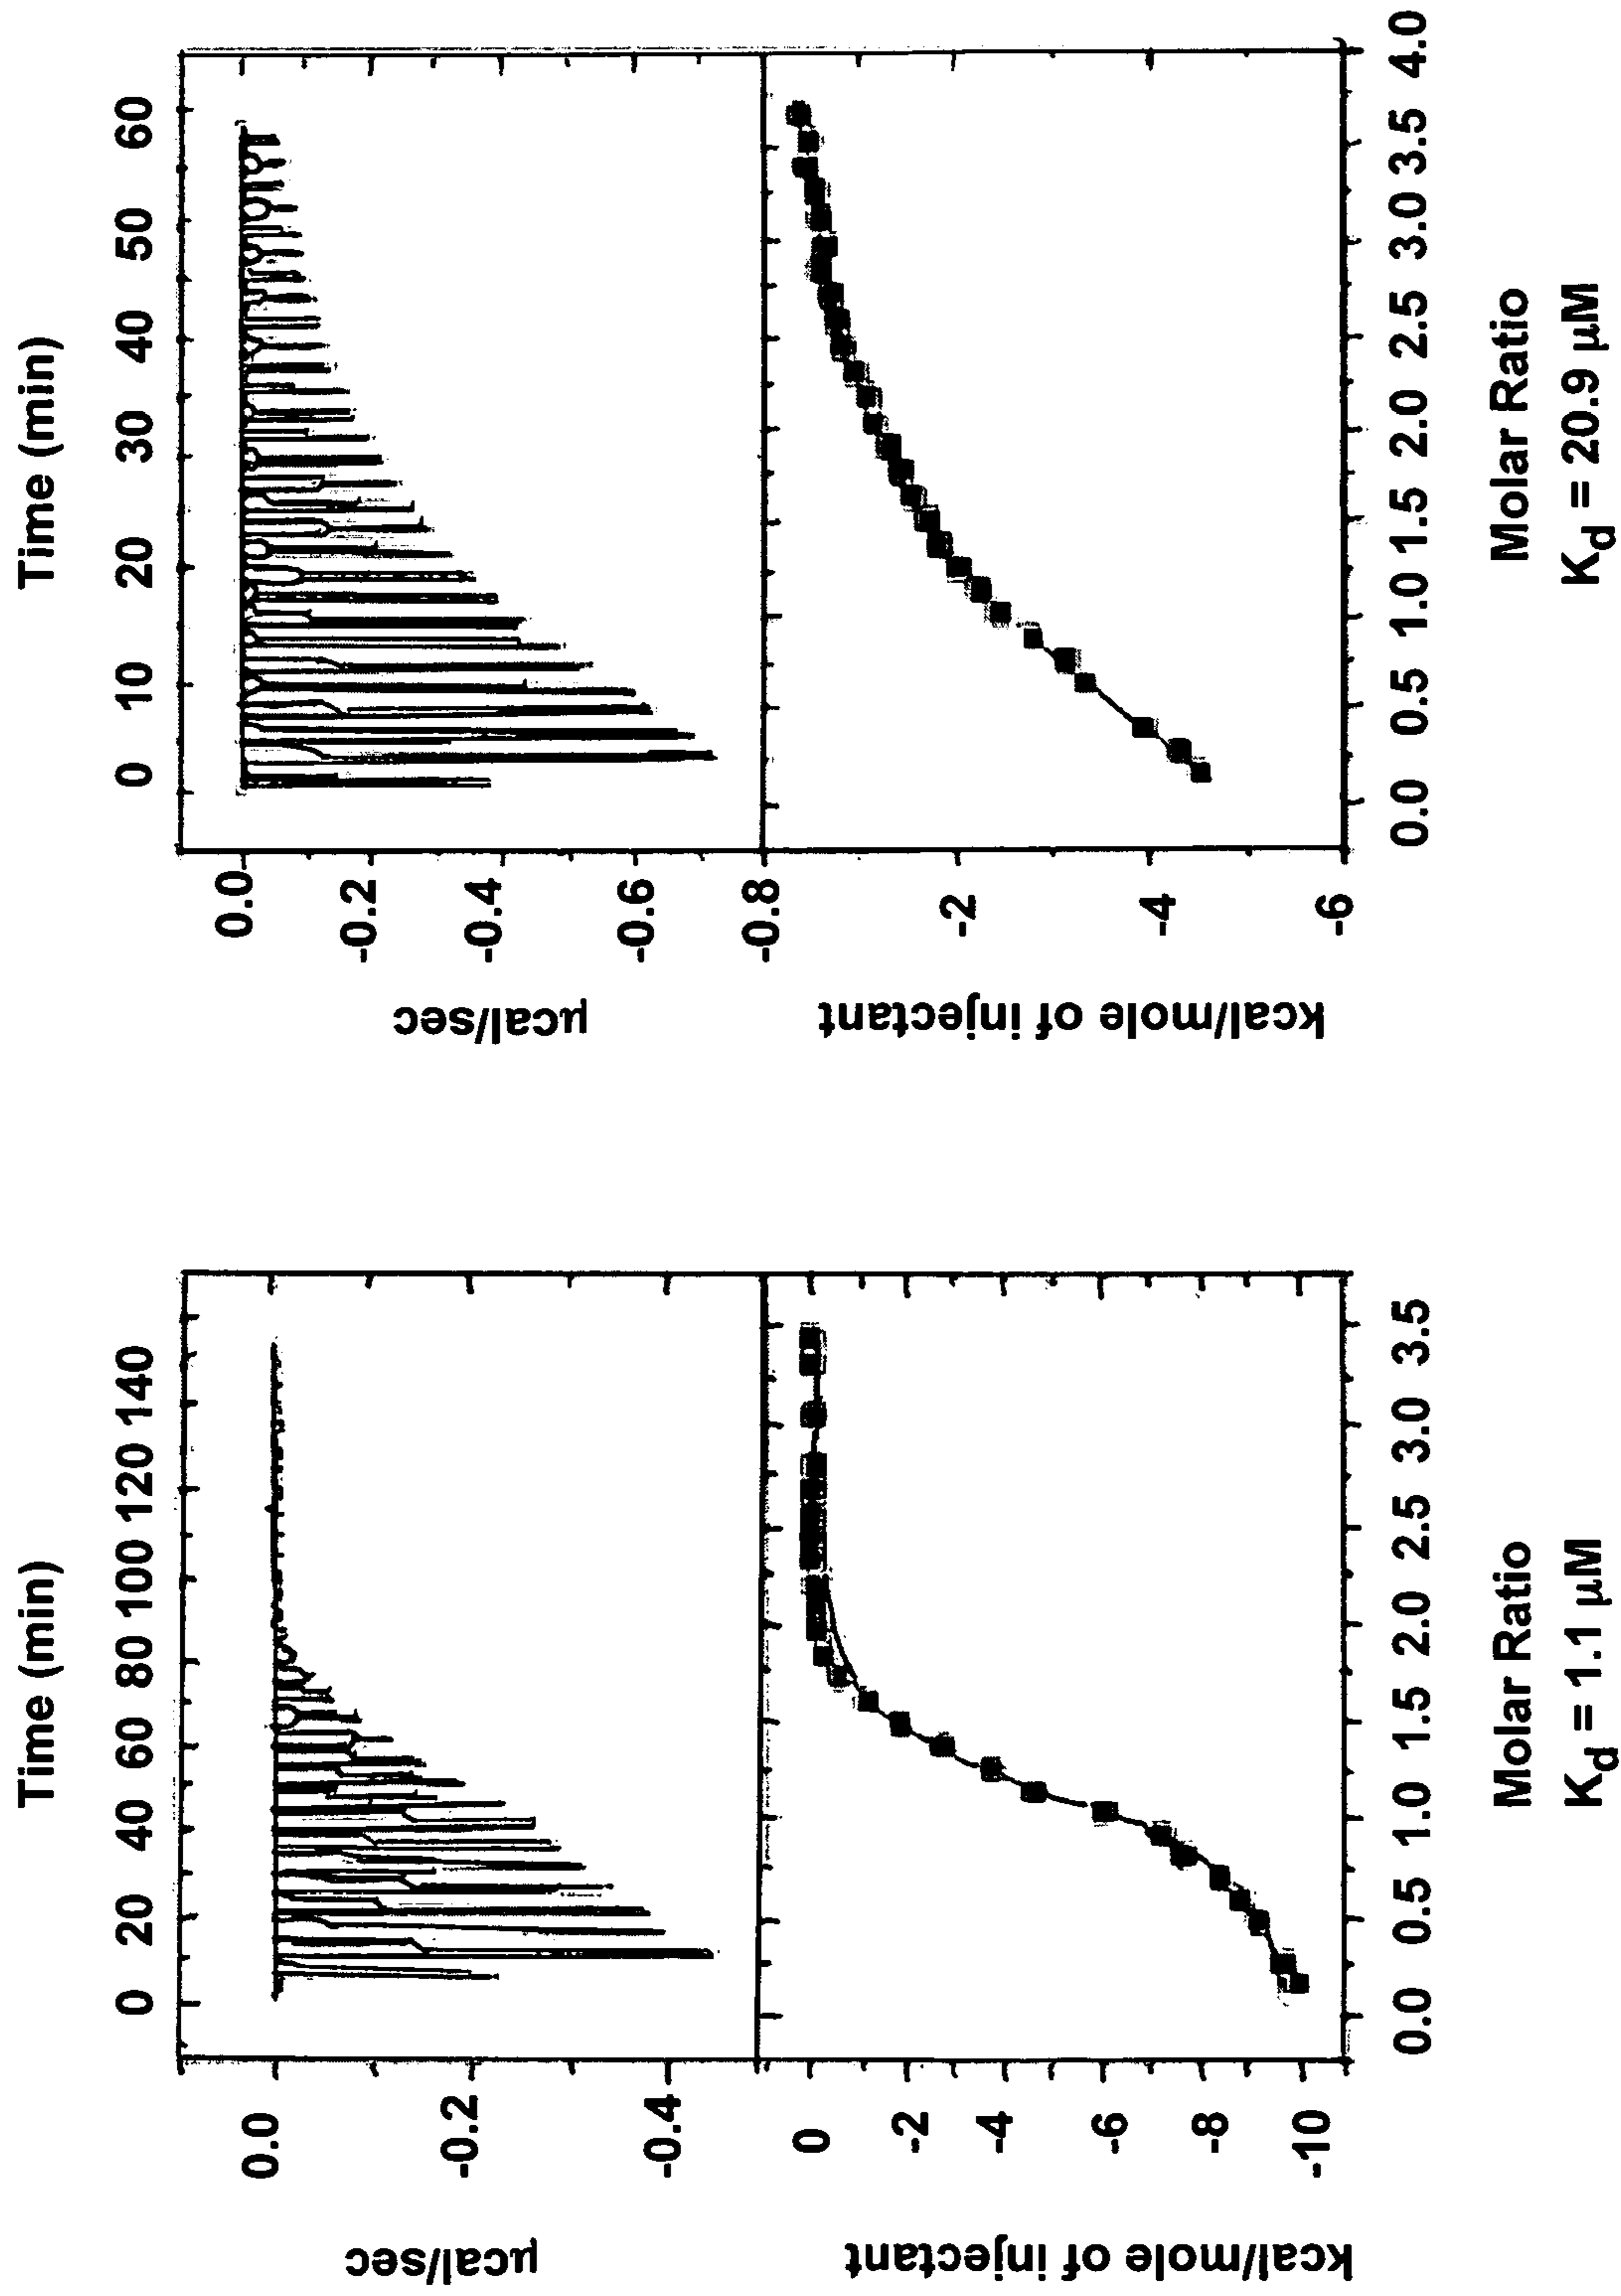 Time (min)
0 20 40 60 80 100 120 140
0.0
-0.2
-0.4
µcal/sec
0
-2
-4
-6
-8
-10
kcal/mole of injectant
0.0 0.5 1.0 1.5 2.0 2.5 3.0 3.5
Molar Ratio
Kd = 1.1 µM
Time (min)
0 10 20 30 40 50 60
0.0
-0.2
-0.4
-0.6
-0.8
µcal/sec
-2
-4
-6
kcal/mole of injectant
0.0 0.5 1.0 1.5 2.0 2.5 3.0 3.5 4.0
Molar Ratio
Kd = 20.9 µM